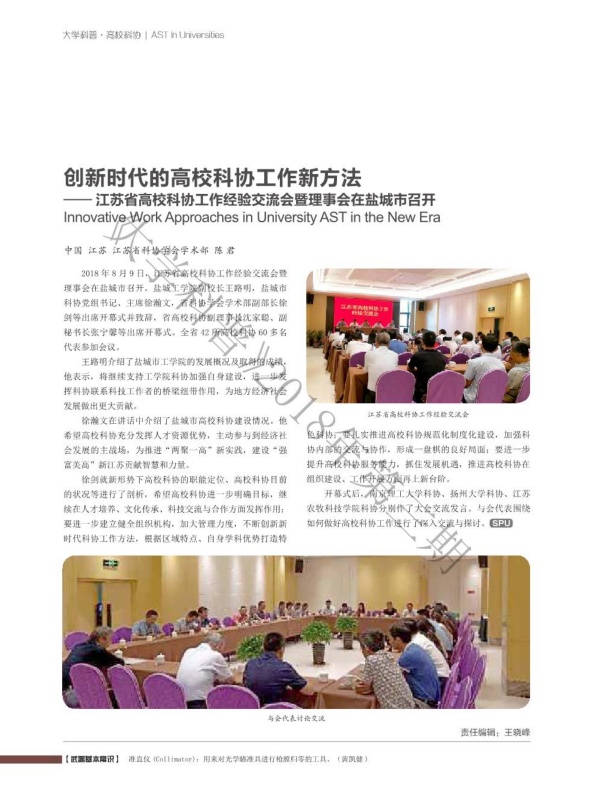 大学科普·高校科协 | AST In Universities
创新时代的高校科协工作新方法
—— 江苏省高校科协工作经验交流会暨理事会在盐城市召开
Innovative Work Approaches in University AST in the New Era
中国 江苏 江苏省科协学会学术部 陈 君
2018 年 8 月 9 日，江苏省高校科协工作经验交流会暨
理事会在盐城市召开。盐城工学院副校长王路明，盐城市
科协党组书记、主席徐瀚文，省科协学会学术部副部长徐
剑等出席开幕式并致辞，省高校科协副理事长沈家聪、副
秘书长张宁馨等出席开幕式。全省 42 所高校科协 60 多名
代表参加会议。
王路明介绍了盐城市工学院的发展概况及取得的成绩，
他表示，将继续支持工学院科协加强自身建设，进一步发
挥科协联系科技工作者的桥梁纽带作用，为地方经济社会
发展做出更大贡献。
徐瀚文在讲话中介绍了盐城市高校科协建设情况。他
希望高校科协充分发挥人才资源优势，主动参与到经济社
会发展的主战场，为推进“两聚一高”新实践，建设“强
富美高”新江苏贡献智慧和力量。
徐剑就新形势下高校科协的职能定位、高校科协目前
的状况等进行了剖析。希望高校科协进一步明确目标，继
续在人才培养、文化传承、科技交流与合作方面发挥作用；
要进一步建立健全组织机构，加大管理力度，不断创新新
时代科协工作方法，根据区域特点、自身学科优势打造特
江苏省高校科协工作
经验交流会
江苏省高校科协工作经验交流会
色科协；要扎实推进高校科协规范化制度化建设，加强科
协内部的交流与协作，形成一盘棋的良好局面；要进一步
提升高校科协服务能力，抓住发展机遇，推进高校科协在
组织建设、工作开展方面再上新台阶。
开幕式后，南京理工大学科协、扬州大学科协、江苏
农牧科技学院科协分别作了大会交流发言。与会代表围绕
如何做好高校科协工作进行了深入交流与探讨。 SPU
与会代表讨论交流
责任编辑：王晓峰
【 武器基本常识 】 准直仪 (Collimator)：用来对光学瞄准具进行枪膛归零的工具。（黄凯健）
《大学科普》2018年第三期